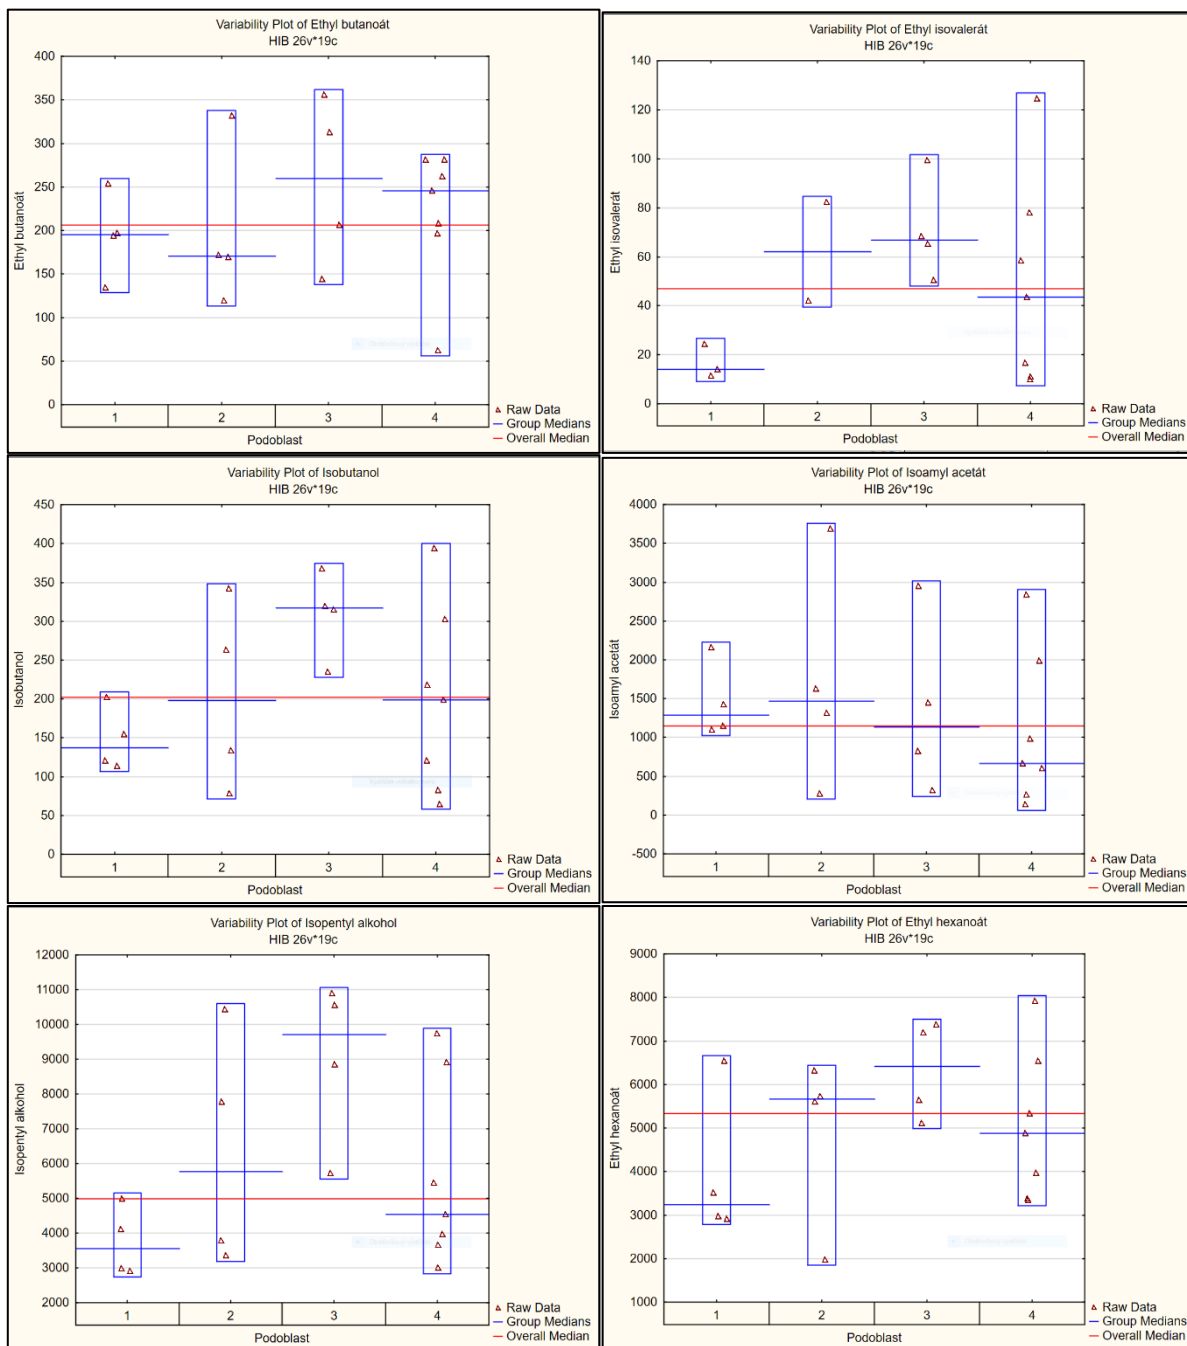 Variability Plot of Ethyl butanoát
HIB 26v*19c
400
350
300
250
200
150
100
50
0
Ethyl butanoát
1 2 3 4
Podoblast
Raw Data
Group Medians
Overall Median
Variability Plot of Ethyl isovalerát
HIB 26v*19c
140
120
100
80
60
40
20
0
Ethyl isovalerát
1 2 3 4
Podoblast
Raw Data
Group Medians
Overall Median
Variability Plot of Isobutanol
HIB 26v*19c
450
400
350
300
250
200
150
100
50
0
Isobutanol
1 2 3 4
Podoblast
Raw Data
Group Medians
Overall Median
Variability Plot of Isoamyl acetát
HIB 26v*19c
4000
3500
3000
2500
2000
1500
1000
500
0
-500
Isoamyl acetát
1 2 3 4
Podoblast
Raw Data
Group Medians
Overall Median
Variability Plot of Isopentyl alkohol
HIB 26v*19c
12000
11000
10000
9000
8000
7000
6000
5000
4000
3000
2000
Isopentyl alkohol
1 2 3 4
Podoblast
Raw Data
Group Medians
Overall Median
Variability Plot of Ethyl hexanoát
HIB 26v*19c
9000
8000
7000
6000
5000
4000
3000
2000
1000
Ethyl hexanoát
1 2 3 4
Podoblast
Raw Data
Group Medians
Overall Median